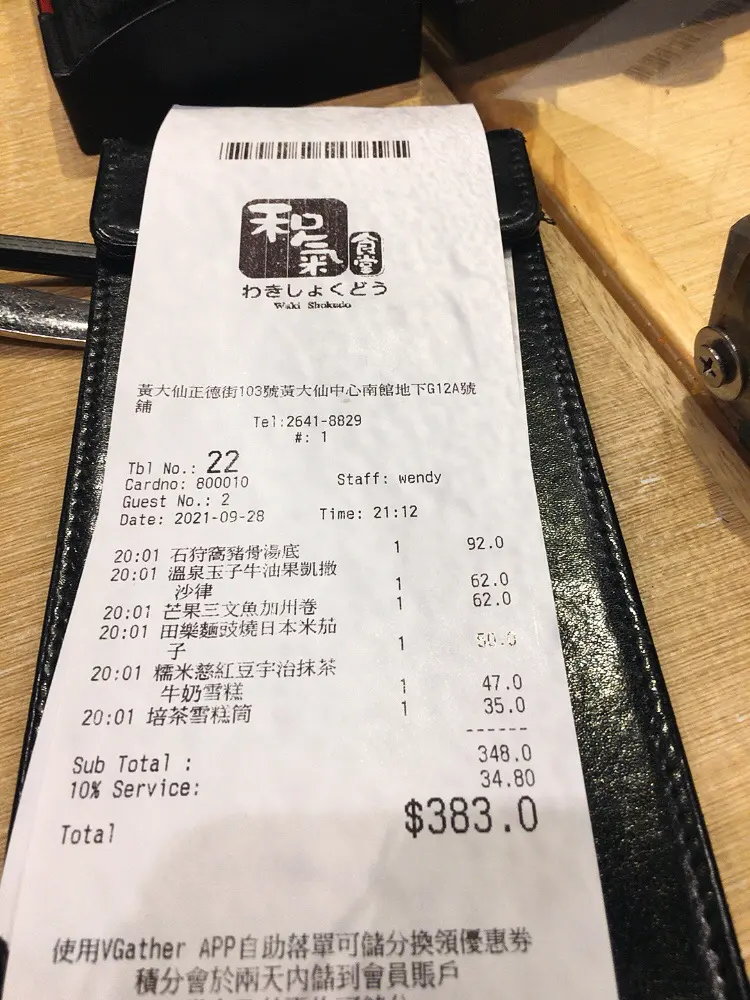 和氣食堂
わきしょくどう
Waki Shokudo
黃大仙正德街103號黃大仙中心南館地下G12A號
舖
Tel:2641-8829
#: 1
Tbl No.: 22
Cardno: 800010 Staff: wendy
Guest No.: 2
Date: 2021-09-28 Time: 21:12
20:01 石狩窩豬骨湯底 1 92.0
20:01 溫泉玉子牛油果凱撒
沙律 1 62.0
20:01 芒果三文魚加州卷 1 62.0
20:01 田樂麵豉燒日本米茄
子 1 50.0
20:01 糯米慈紅豆宇治抹茶
牛奶雪糕 1 47.0
20:01 培茶雪糕筒 1 35.0
------
Sub Total : 348.0
10% Service: 34.80
Total $383.0
使用VGather APP自助落單可儲分換領優惠券
積分會於兩天內儲到會員賬戶